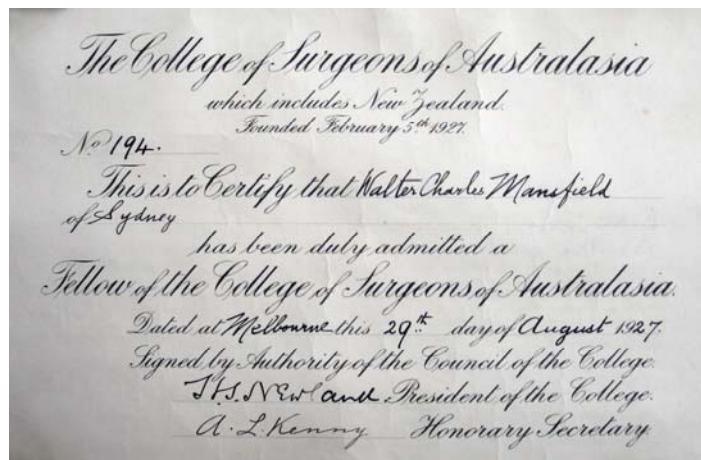 The College of Surgeons of Australasia
which includes New Zealand.
Founded February 5th 1927.
No 194.
This is to Certify that Walter Charles Mansfield
of Sydney
has been duly admitted a
Fellow of the College of Surgeons of Australasia.
Dated at Melbourne this 29th day of August 1927.
Signed by Authority of the Council of the College.
H.S. Newland President of the College.
A. L. Kenny Honorary Secretary.